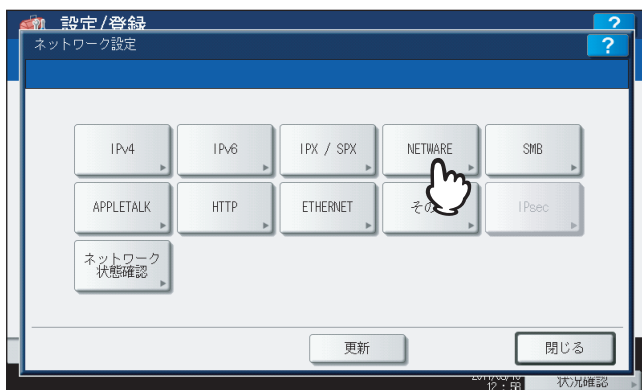 設定/登録
?
ネットワーク設定
?
IPv4
IPv6
IPX / SPX
NETWARE
SMB
APPLETALK
HTTP
ETHERNET
その
IPsec
ネットワーク
状態確認
更新
閉じる
12:58
状況確認